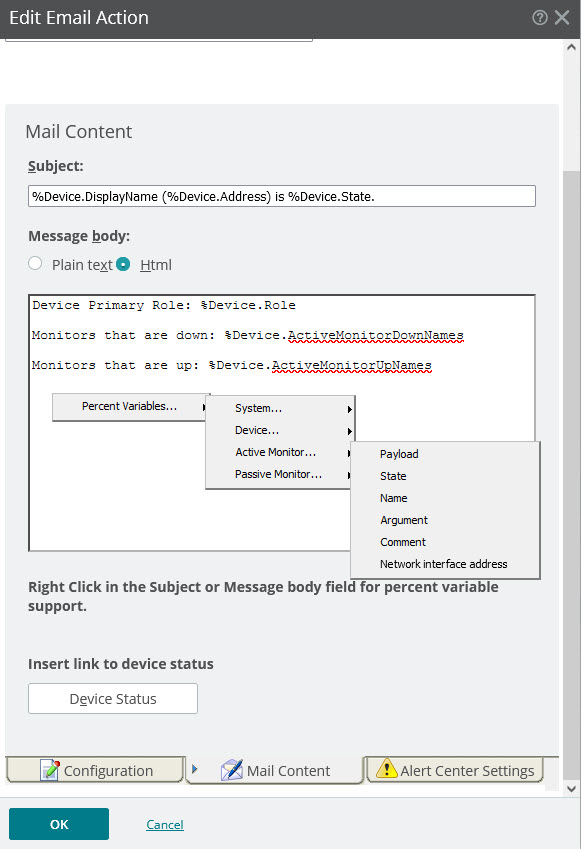 Edit Email Action
Mail Content
Subject:
%Device.DisplayName (%Device.Address) is %Device.State.
Message body:
Plain text Html
Device Primary Role: %Device.Role
Monitors that are down: %Device.ActiveMonitorDownNames
Monitors that are up: %Device.ActiveMonitorUpNames
Percent Variables...
System...
Device...
Active Monitor...
Passive Monitor...
Payload
State
Name
Argument
Comment
Network interface address
Right Click in the Subject or Message body field for percent variable
support.
Insert link to device status
Device Status
Configuration Mail Content Alert Center Settings
OK Cancel